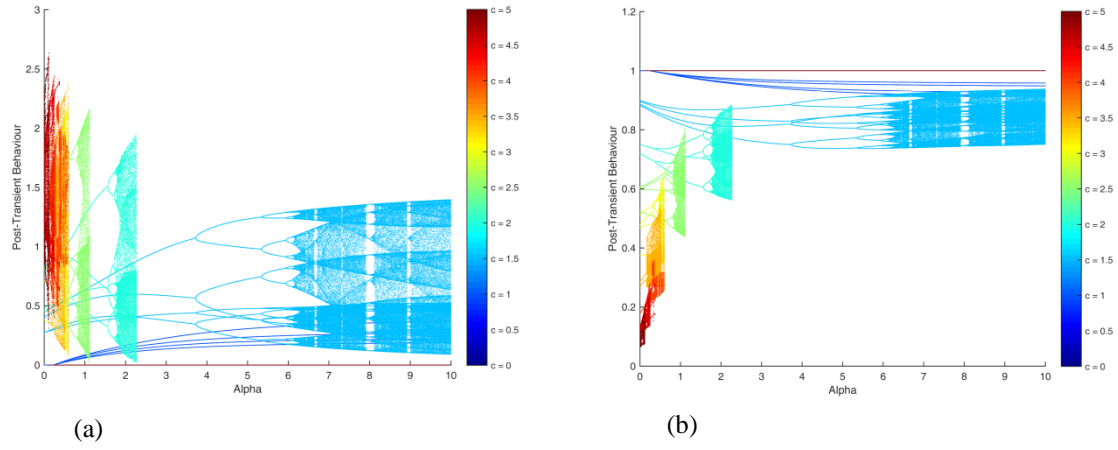 3
2.5
2
1.5
1
0.5
0
Post-Transient Behaviour
0 1 2 3 4 5 6 7 8 9 10
Alpha
c = 5
c = 4.5
c = 4
c = 3.5
c = 3
c = 2.5
c = 2
c = 1.5
c = 1
c = 0.5
c = 0
(a)
1.2
1
0.8
0.6
0.4
0.2
0
Post-Transient Behaviour
0 1 2 3 4 5 6 7 8 9 10
Alpha
c = 5
c = 4.5
c = 4
c = 3.5
c = 3
c = 2.5
c = 2
c = 1.5
c = 1
c = 0.5
c = 0
(b)